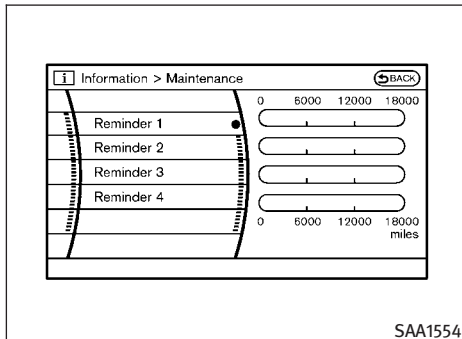 i Information > Maintenance BACK
0 6000 12000 18000
Reminder 1
Reminder 2
Reminder 3
Reminder 4
0 6000 12000 18000
miles
SAA1554